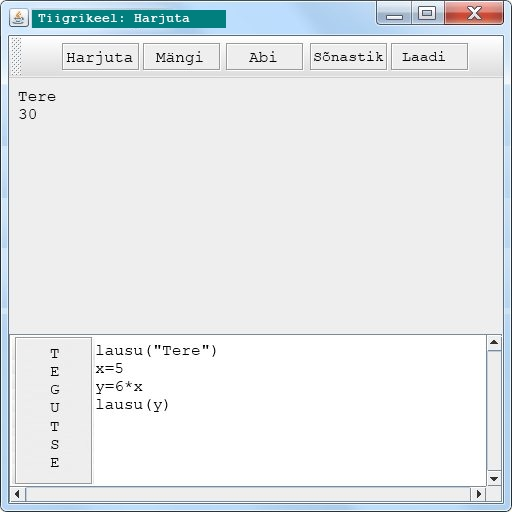 Tiigrikeel: Harjuta
Harjuta Mängi Abi Sõnastik Laadi
Tere
30
T
E
G
U
T
S
E
lausu("Tere")
x=5
y=6*x
lausu(y)